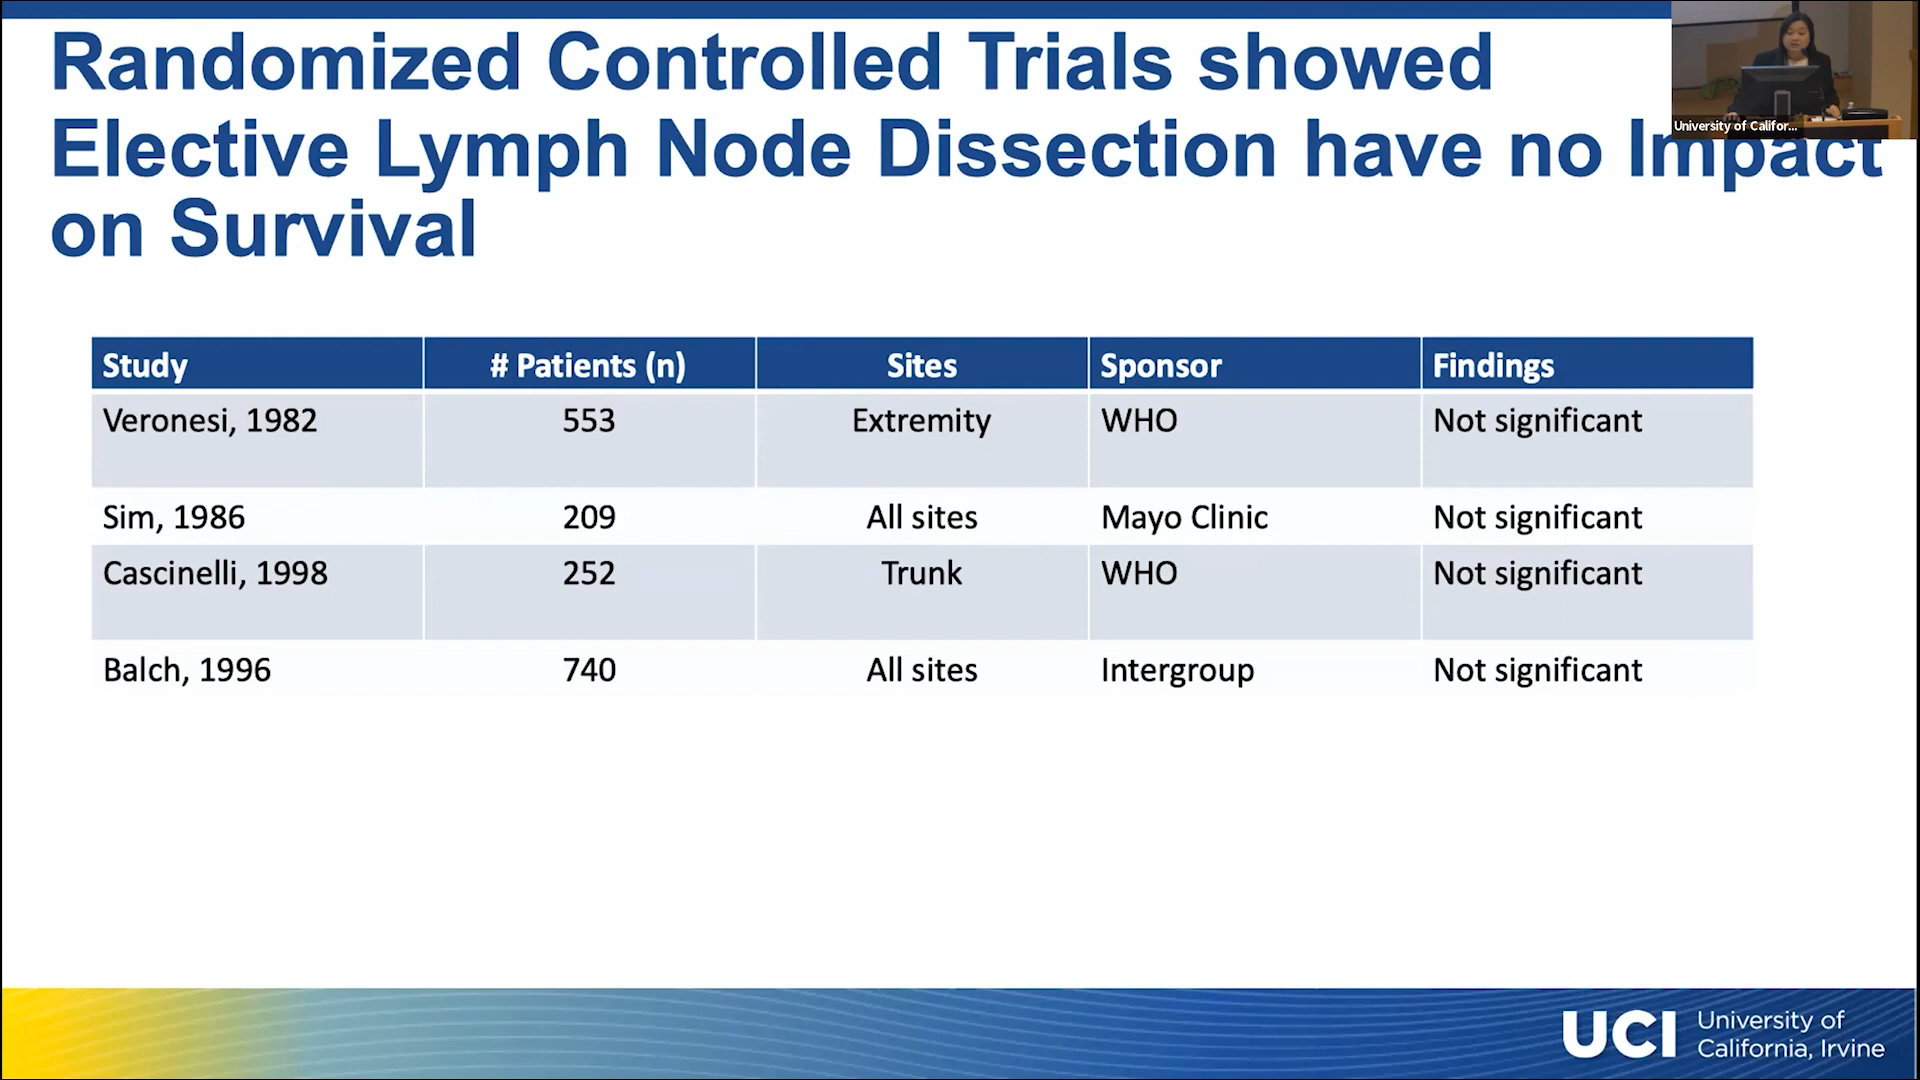 Randomized Controlled Trials showed
Elective Lymph Node Dissection have no Impact
on Survival
University of Califor...
Study # Patients (n) Sites Sponsor Findings
Veronesi, 1982 553 Extremity WHO Not significant
Sim, 1986 209 All sites Mayo Clinic Not significant
Cascinelli, 1998 252 Trunk WHO Not significant
Balch, 1996 740 All sites Intergroup Not significant
UCI University of
California, Irvine